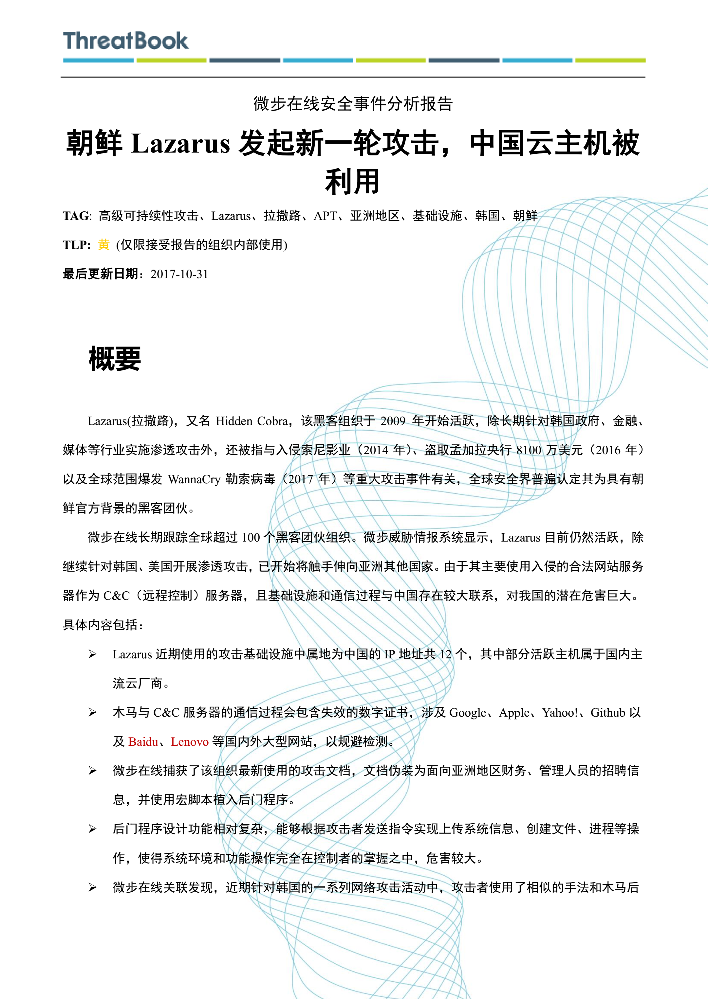 ThreatBook
微步在线安全事件分析报告
朝鲜 Lazarus 发起新一轮攻击，中国云主机被
利用
TAG: 高级可持续性攻击、Lazarus、拉撒路、APT、亚洲地区、基础设施、韩国、朝鲜
TLP: 黄 (仅限接受报告的组织内部使用)
最后更新日期：2017-10-31
概要
Lazarus(拉撒路)，又名 Hidden Cobra，该黑客组织于 2009 年开始活跃，除长期针对韩国政府、金融、
媒体等行业实施渗透攻击外，还被指与入侵索尼影业（2014 年）、盗取孟加拉央行 8100 万美元（2016 年）
以及全球范围爆发 WannaCry 勒索病毒（2017 年）等重大攻击事件有关，全球安全界普遍认定其为具有朝
鲜官方背景的黑客团伙。
微步在线长期跟踪全球超过 100 个黑客团伙组织。微步威胁情报系统显示，Lazarus 目前仍然活跃，除
继续针对韩国、美国开展渗透攻击，已开始将触手伸向亚洲其他国家。由于其主要使用入侵的合法网站服务
器作为 C&C（远程控制）服务器，且基础设施和通信过程与中国存在较大联系，对我国的潜在危害巨大。
具体内容包括：
➢ Lazarus 近期使用的攻击基础设施中属地为中国的 IP 地址共 12 个，其中部分活跃主机属于国内主
流云厂商。
➢ 木马与 C&C 服务器的通信过程会包含失效的数字证书，涉及 Google、Apple、Yahoo!、Github 以
及 Baidu、Lenovo 等国内外大型网站，以规避检测。
➢ 微步在线捕获了该组织最新使用的攻击文档，文档伪装为面向亚洲地区财务、管理人员的招聘信
息，并使用宏脚本植入后门程序。
➢ 后门程序设计功能相对复杂，能够根据攻击者发送指令实现上传系统信息、创建文件、进程等操
作，使得系统环境和功能操作完全在控制者的掌握之中，危害较大。
➢ 微步在线关联发现，近期针对韩国的一系列网络攻击活动中，攻击者使用了相似的手法和木马后